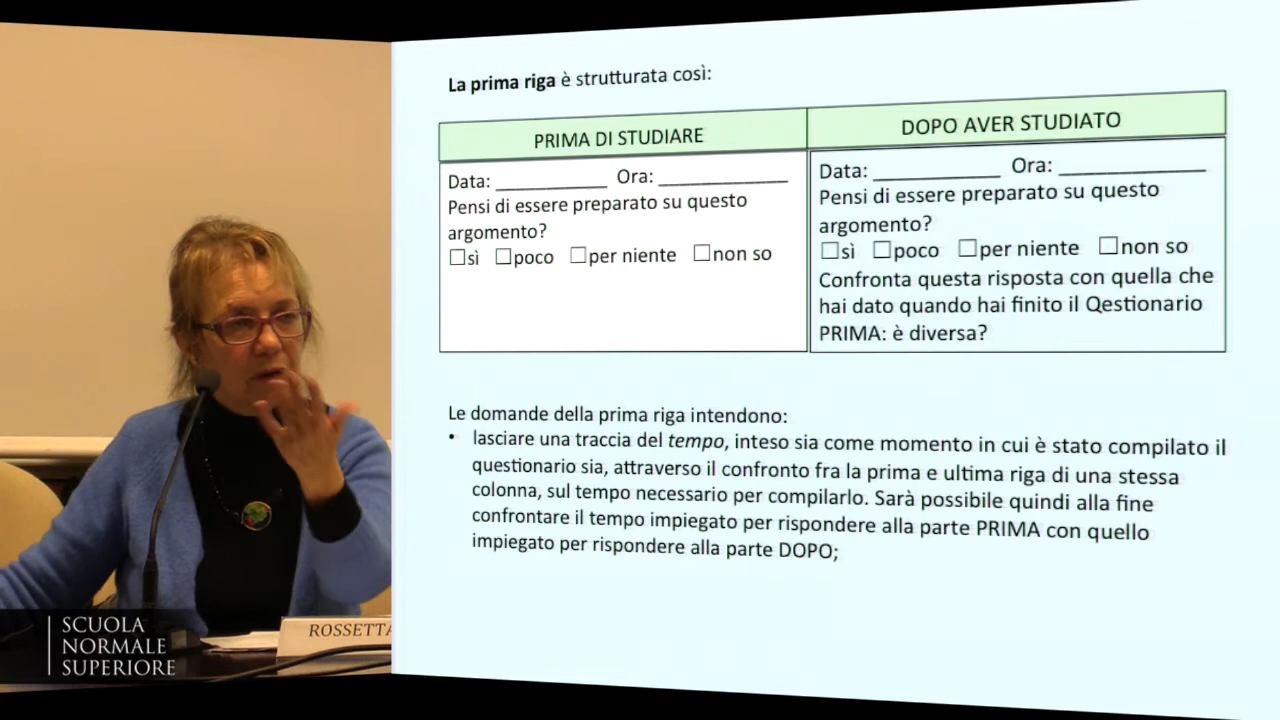 La prima riga è strutturata così:
PRIMA DI STUDIARE
Data: ____________ Ora: ______________
Pensi di essere preparato su questo
argomento?
☐sì ☐poco ☐per niente ☐non so
DOPO AVER STUDIATO
Data: ____________ Ora: ______________
Pensi di essere preparato su questo
argomento?
☐sì ☐poco ☐per niente ☐non so
Confronta questa risposta con quella che
hai dato quando hai finito il Qestionario
PRIMA: è diversa?
Le domande della prima riga intendono:
• lasciare una traccia del tempo, inteso sia come momento in cui è stato compilato il
questionario sia, attraverso il confronto fra la prima e ultima riga di una stessa
colonna, sul tempo necessario per compilarlo. Sarà possibile quindi alla fine
confrontare il tempo impiegato per rispondere alla parte PRIMA con quello
impiegato per rispondere alla parte DOPO;
ROSSETTA
SCUOLA
NORMALE
SUPERIORE